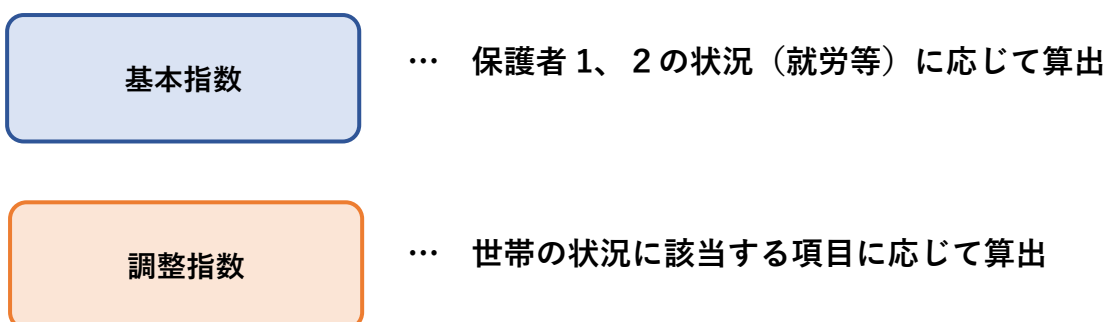 基本指数
… 保護者１、２の状況（就労等）に応じて算出
調整指数
… 世帯の状況に該当する項目に応じて算出